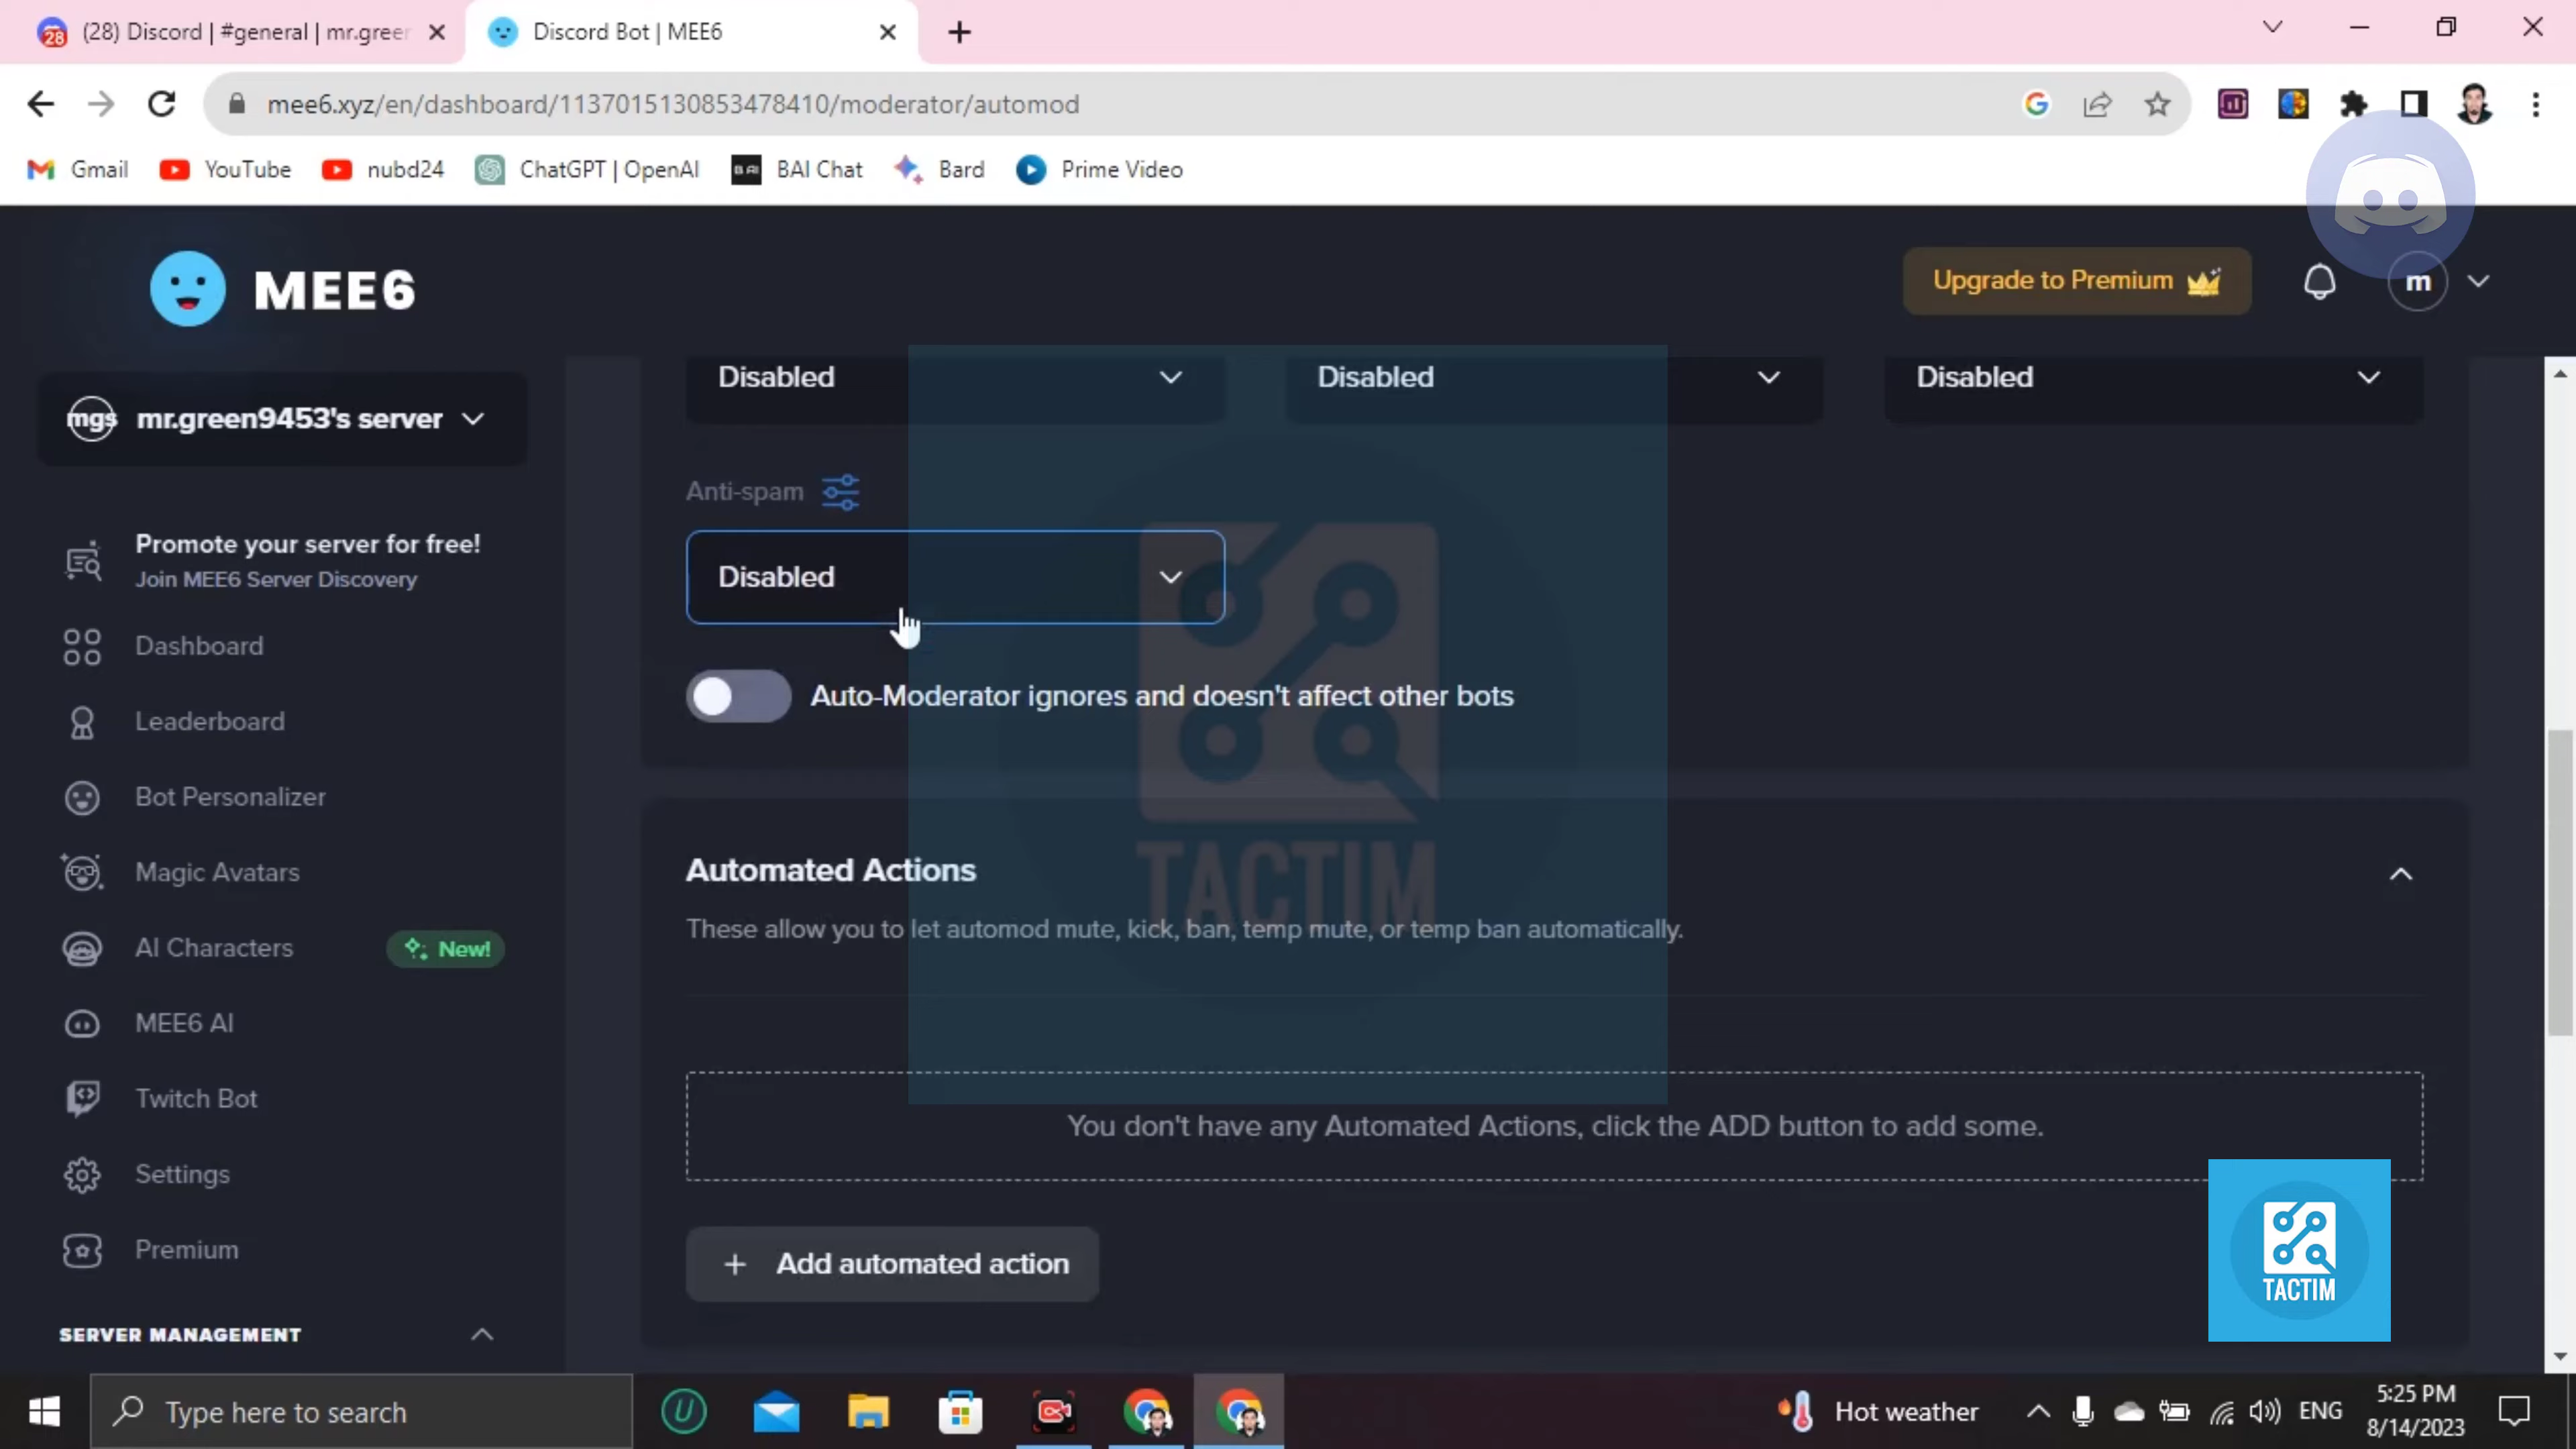 28
(28) Discord | #general | mr.green
Discord Bot | MEE6
mee6.xyz/en/dashboard/1137015130853478410/moderator/automod
Gmail
YouTube
nubd24
ChatGPT | OpenAI
BAI Chat
Bard
Prime Video
MEE6
Upgrade to Premium
m
mgs
mr.green9453's server
Disabled
Disabled
Disabled
Anti-spam
Disabled
Auto-Moderator ignores and doesn't affect other bots
Promote your server for free!
Join MEE6 Server Discovery
Dashboard
Leaderboard
Bot Personalizer
Magic Avatars
AI Characters
New!
MEE6 AI
Twitch Bot
Settings
Premium
SERVER MANAGEMENT
Automated Actions
TACTIM
These allow you to let automod mute, kick, ban, temp mute, or temp ban automatically.
You don't have any Automated Actions, click the ADD button to add some.
Add automated action
TACTIM
Type here to search
Hot weather
ENG
5:25 PM
8/14/2023